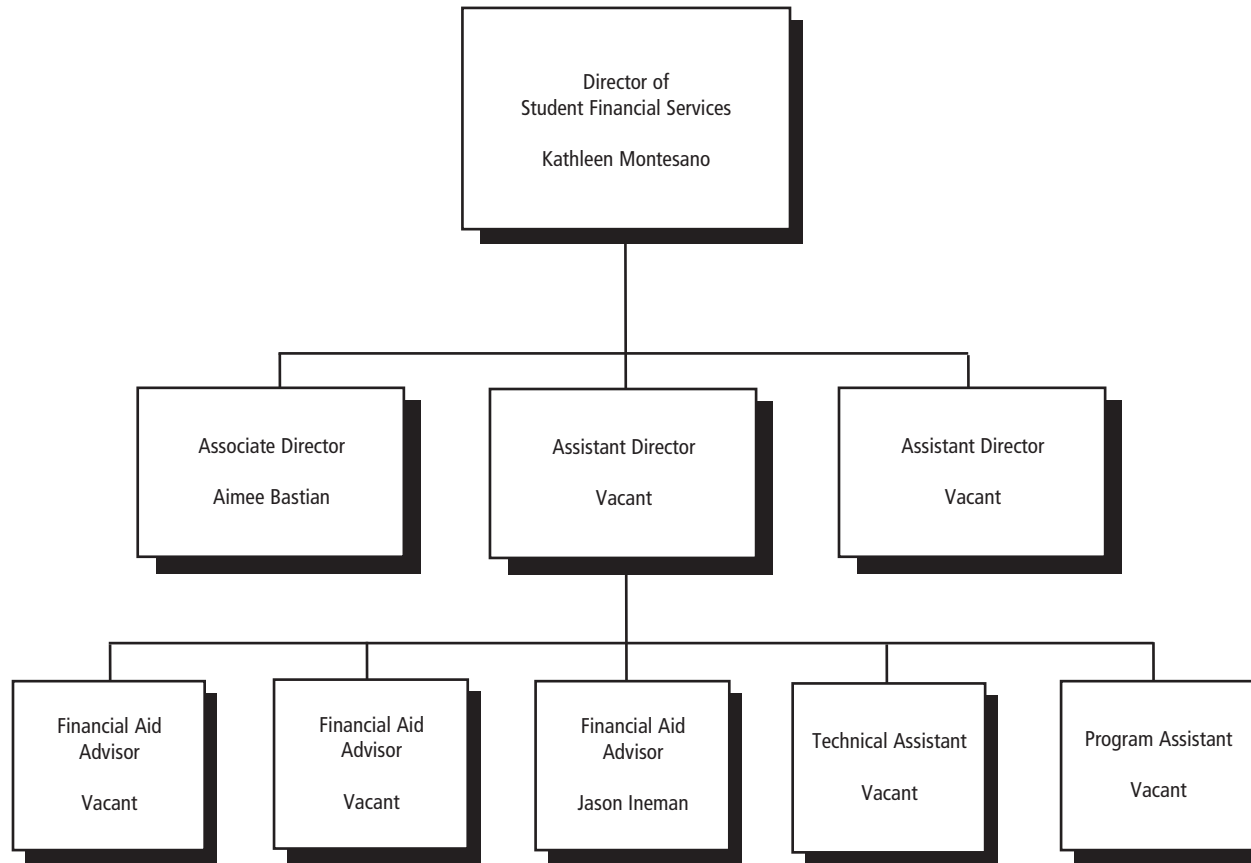 Director of
Student Financial Services
Kathleen Montesano
Associate Director
Aimee Bastian
Assistant Director
Vacant
Assistant Director
Vacant
Financial Aid
Advisor
Vacant
Financial Aid
Advisor
Vacant
Financial Aid
Advisor
Jason Ineman
Technical Assistant
Vacant
Program Assistant
Vacant